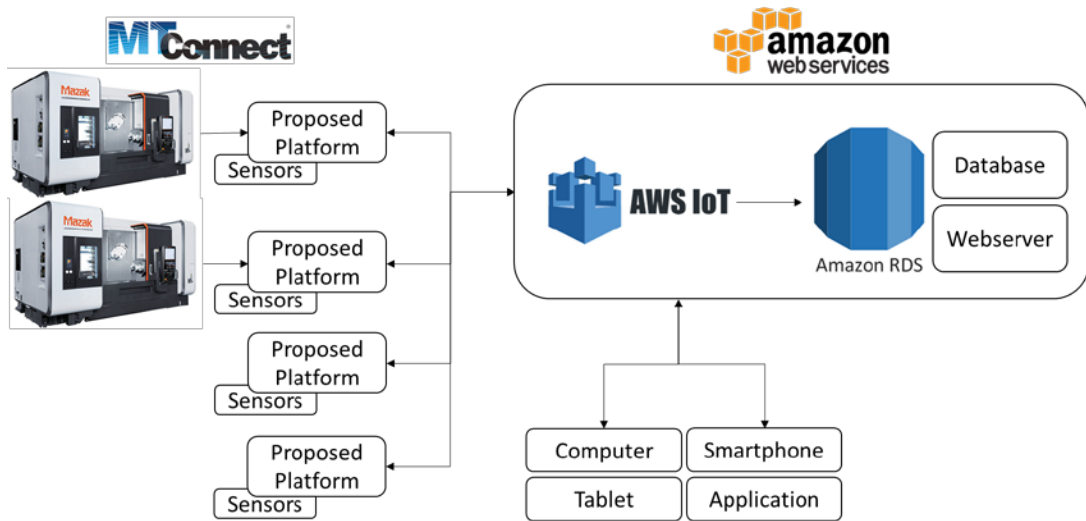 MTConnect
amazon
web services
Mazak
Proposed
Platform
Sensors
Mazak
Proposed
Platform
Sensors
Proposed
Platform
Sensors
Proposed
Platform
Sensors
AWS IoT
Amazon RDS
Database
Webserver
Computer
Smartphone
Tablet
Application